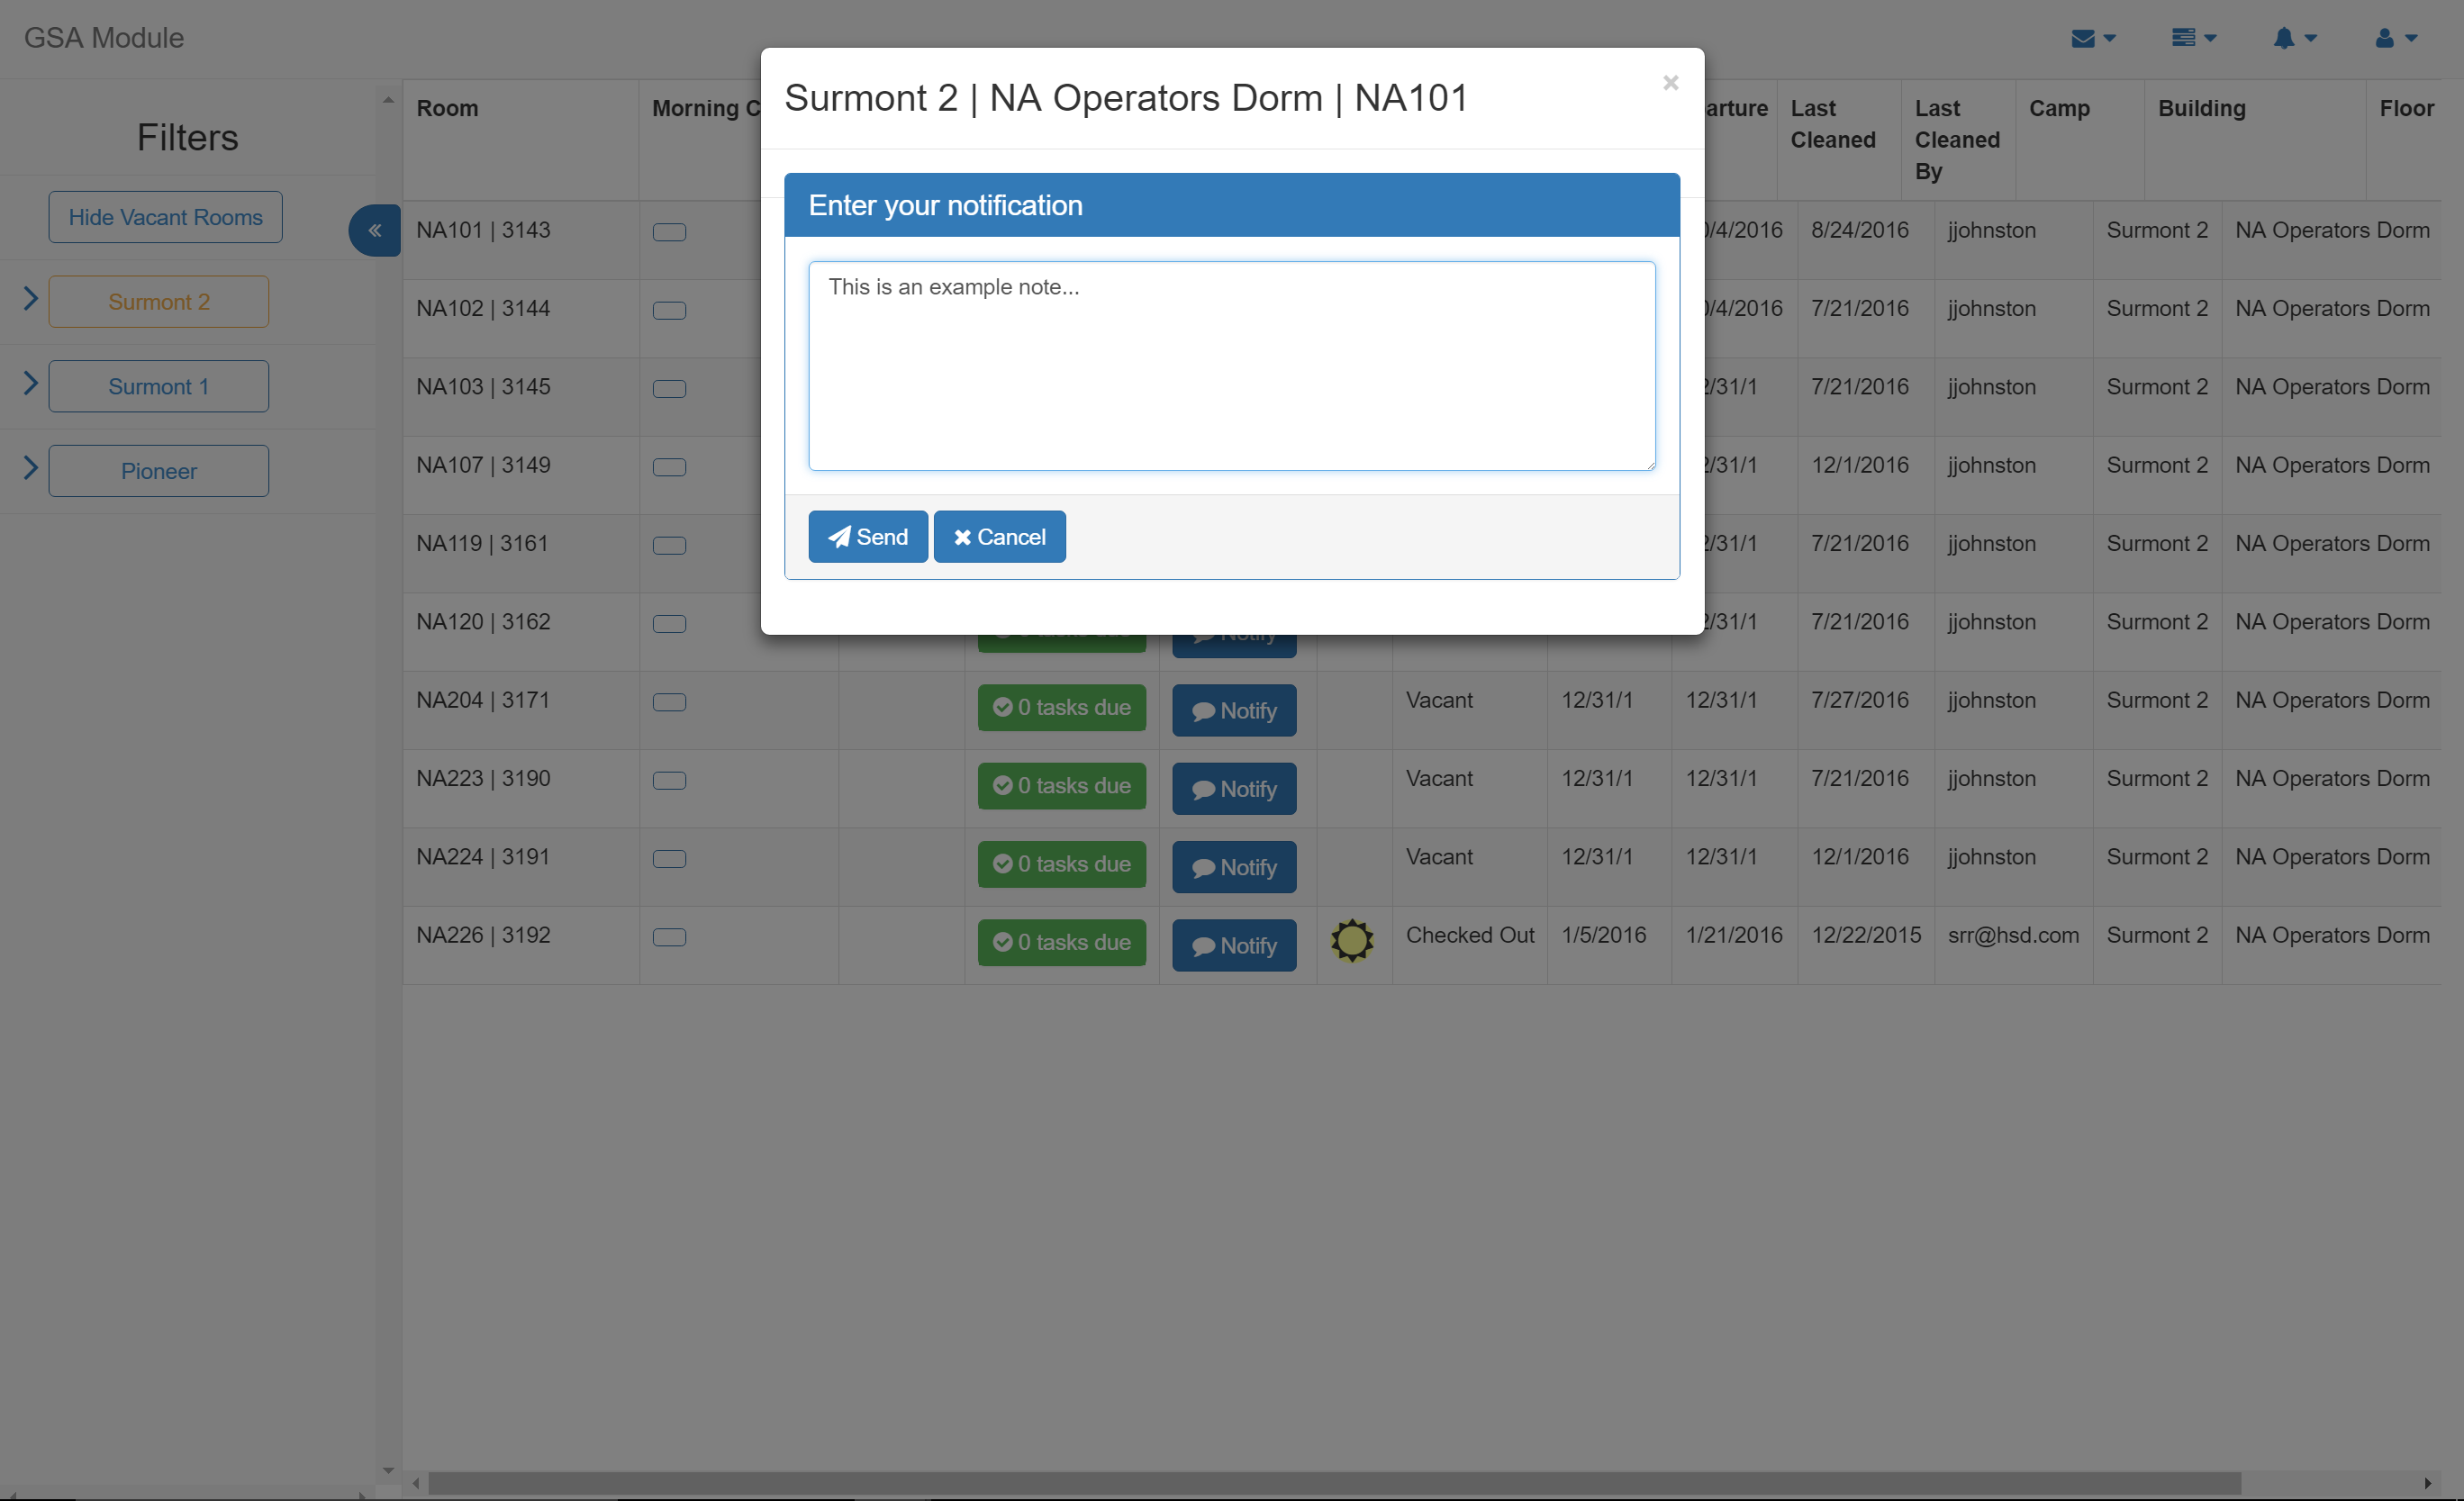 GSA Module
Filters
Hide Vacant Rooms
Surmont 2
Surmont 1
Pioneer
Surmont 2 | NA Operators Dorm | NA101
×
Enter your notification
This is an example note...
Send
Cancel
Room Morning C arture Last Cleaned Last Cleaned By Camp Building Floor
NA101 | 3143 /4/2016 8/24/2016 jjohnston Surmont 2 NA Operators Dorm
NA102 | 3144 /4/2016 7/21/2016 jjohnston Surmont 2 NA Operators Dorm
NA103 | 3145 /31/1 7/21/2016 jjohnston Surmont 2 NA Operators Dorm
NA107 | 3149 /31/1 12/1/2016 jjohnston Surmont 2 NA Operators Dorm
NA119 | 3161 /31/1 7/21/2016 jjohnston Surmont 2 NA Operators Dorm
NA120 | 3162 Notify /31/1 7/21/2016 jjohnston Surmont 2 NA Operators Dorm
NA204 | 3171 0 tasks due Notify Vacant 12/31/1 12/31/1 7/27/2016 jjohnston Surmont 2 NA Operators Dorm
NA223 | 3190 0 tasks due Notify Vacant 12/31/1 12/31/1 7/21/2016 jjohnston Surmont 2 NA Operators Dorm
NA224 | 3191 0 tasks due Notify Vacant 12/31/1 12/31/1 12/1/2016 jjohnston Surmont 2 NA Operators Dorm
NA226 | 3192 0 tasks due Notify Checked Out 1/5/2016 1/21/2016 12/22/2015 srr@hsd.com Surmont 2 NA Operators Dorm